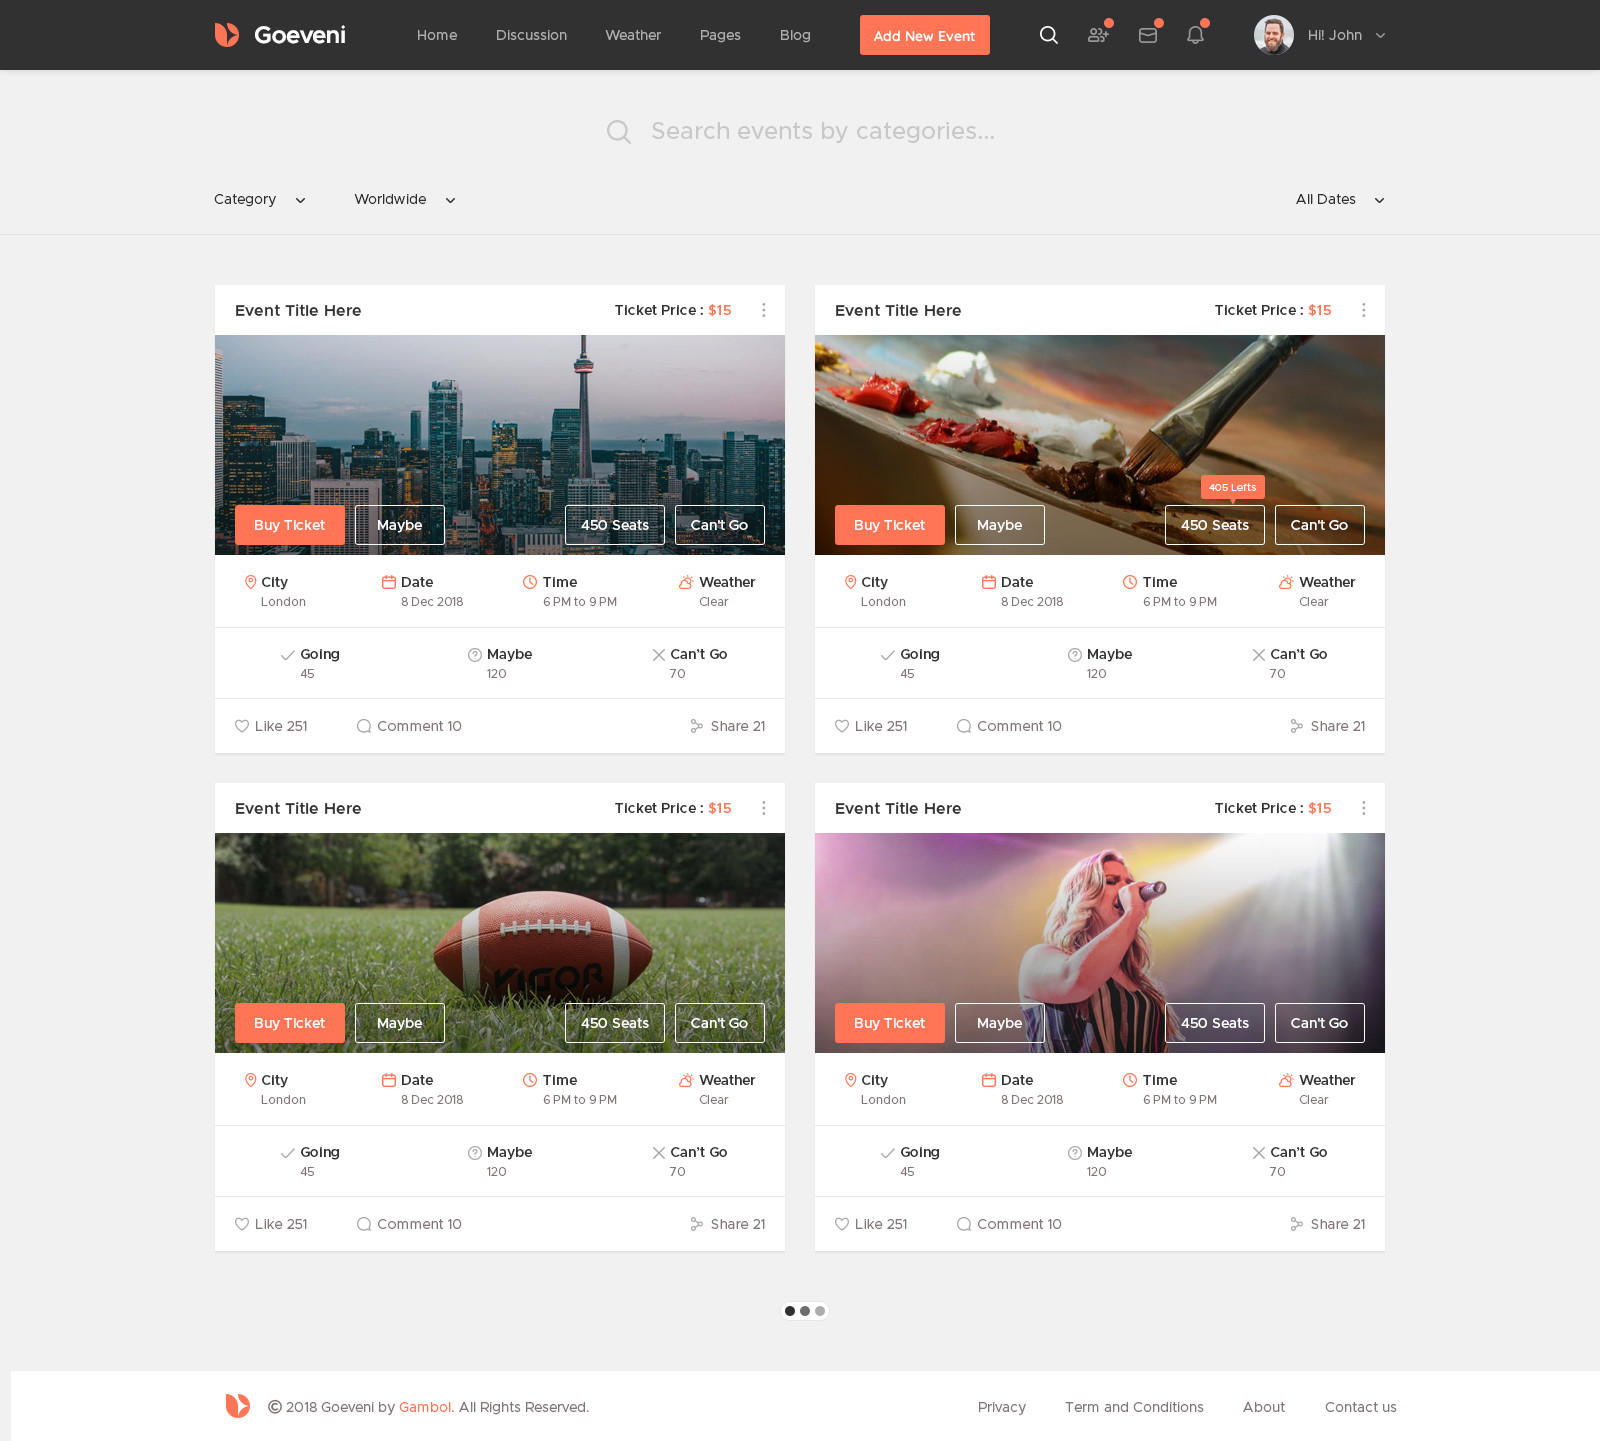 Goeveni Home Discussion Weather Pages Blog Add New Event Hi! John
Search events by categories...
Category Worldwide All Dates
Event Title Here Ticket Price : $15
Buy Ticket Maybe 450 Seats Can't Go
City Date Time Weather
London 8 Dec 2018 6 PM to 9 PM Clear
Going Maybe Can't Go
45 120 70
Like 251 Comment 10 Share 21
Event Title Here Ticket Price : $15
405 Lefts
Buy Ticket Maybe 450 Seats Can't Go
City Date Time Weather
London 8 Dec 2018 6 PM to 9 PM Clear
Going Maybe Can't Go
45 120 70
Like 251 Comment 10 Share 21
Event Title Here Ticket Price : $15
KIGOR
Buy Ticket Maybe 450 Seats Can't Go
City Date Time Weather
London 8 Dec 2018 6 PM to 9 PM Clear
Going Maybe Can't Go
45 120 70
Like 251 Comment 10 Share 21
Event Title Here Ticket Price : $15
Buy Ticket Maybe 450 Seats Can't Go
City Date Time Weather
London 8 Dec 2018 6 PM to 9 PM Clear
Going Maybe Can't Go
45 120 70
Like 251 Comment 10 Share 21
© 2018 Goeveni by Gambol. All Rights Reserved. Privacy Terms and Conditions About Contact us